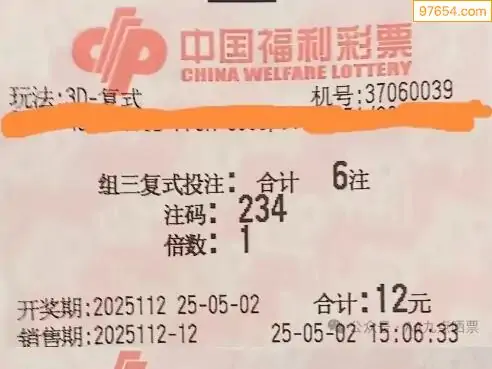 97654.com
中国福利彩票
CHINA WELFARE LOTTERY
玩法:3D-复式 机号:37060039
组三复式投注: 合计 6注
注码: 234
倍数: 1
开奖期:2025112 25-05-02 合计:12元
销售期:2025112-12 25-05-02 15:06:33
公众号